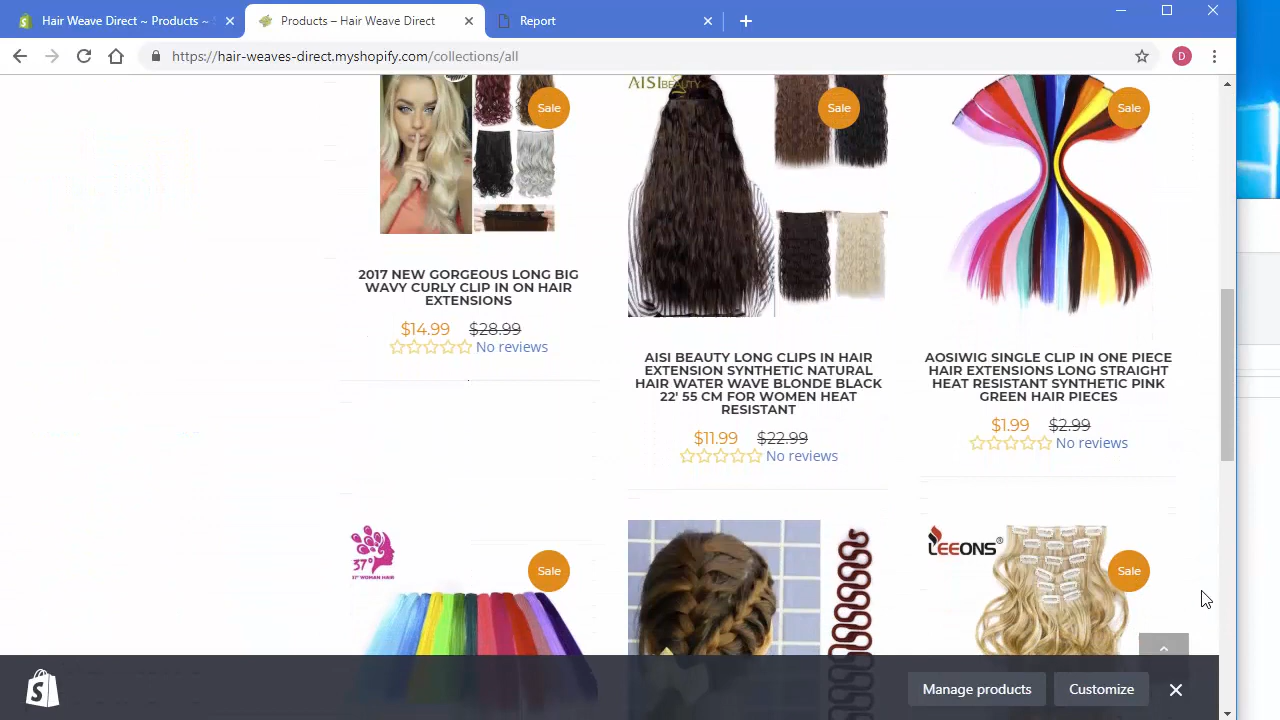 Hair Weave Direct ~ Products ~
Products – Hair Weave Direct
Report
https://hair-weaves-direct.myshopify.com/collections/all
D
AISI BEAUTY
Sale
Sale
Sale
2017 NEW GORGEOUS LONG BIG
WAVY CURLY CLIP IN ON HAIR
EXTENSIONS
$14.99 $28.99
No reviews
AISI BEAUTY LONG CLIPS IN HAIR
EXTENSION SYNTHETIC NATURAL
HAIR WATER WAVE BLONDE BLACK
22' 55 CM FOR WOMEN HEAT
RESISTANT
$11.99 $22.99
No reviews
AOSIWIG SINGLE CLIP IN ONE PIECE
HAIR EXTENSIONS LONG STRAIGHT
HEAT RESISTANT SYNTHETIC PINK
GREEN HAIR PIECES
$1.99 $2.99
No reviews
37°
37° WOMAN HAIR
Sale
LEEONS®
Sale
Manage products
Customize